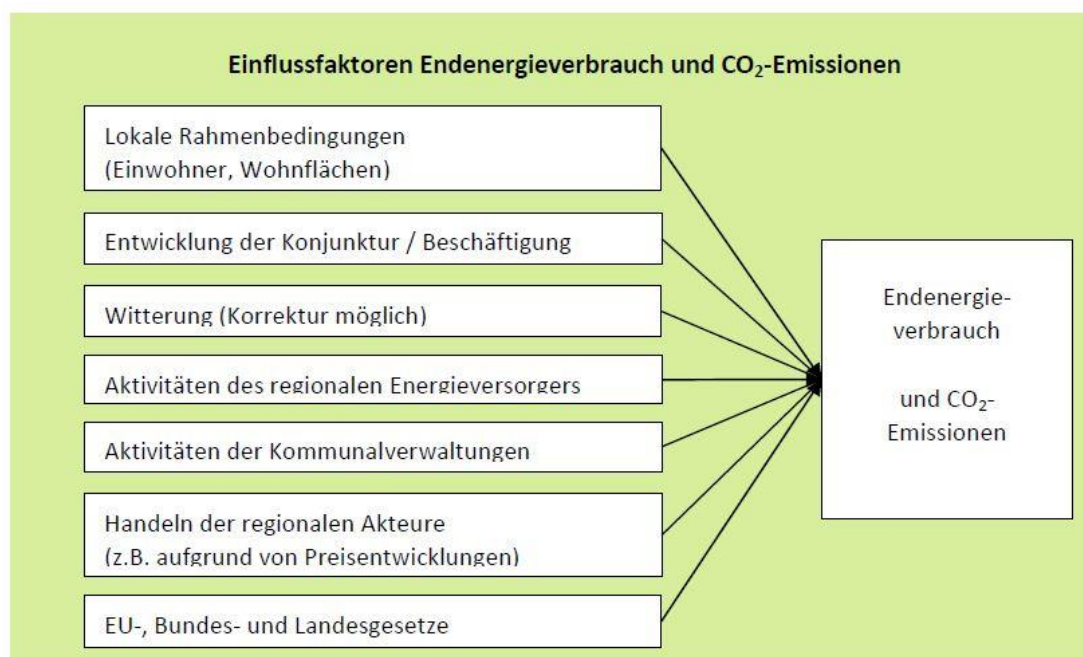 Einflussfaktoren Endenergieverbrauch und CO₂-Emissionen
Lokale Rahmenbedingungen
(Einwohner, Wohnflächen)
Entwicklung der Konjunktur / Beschäftigung
Witterung (Korrektur möglich)
Aktivitäten des regionalen Energieversorgers
Aktivitäten der Kommunalverwaltungen
Handeln der regionalen Akteure
(z.B. aufgrund von Preisentwicklungen)
EU-, Bundes- und Landesgesetze
Endenergie-
verbrauch
und CO₂-
Emissionen